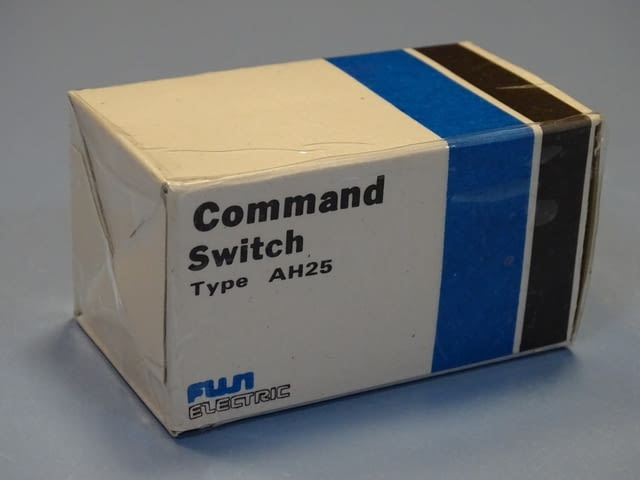 Command
Switch
Type AH25
FUJI
ELECTRIC